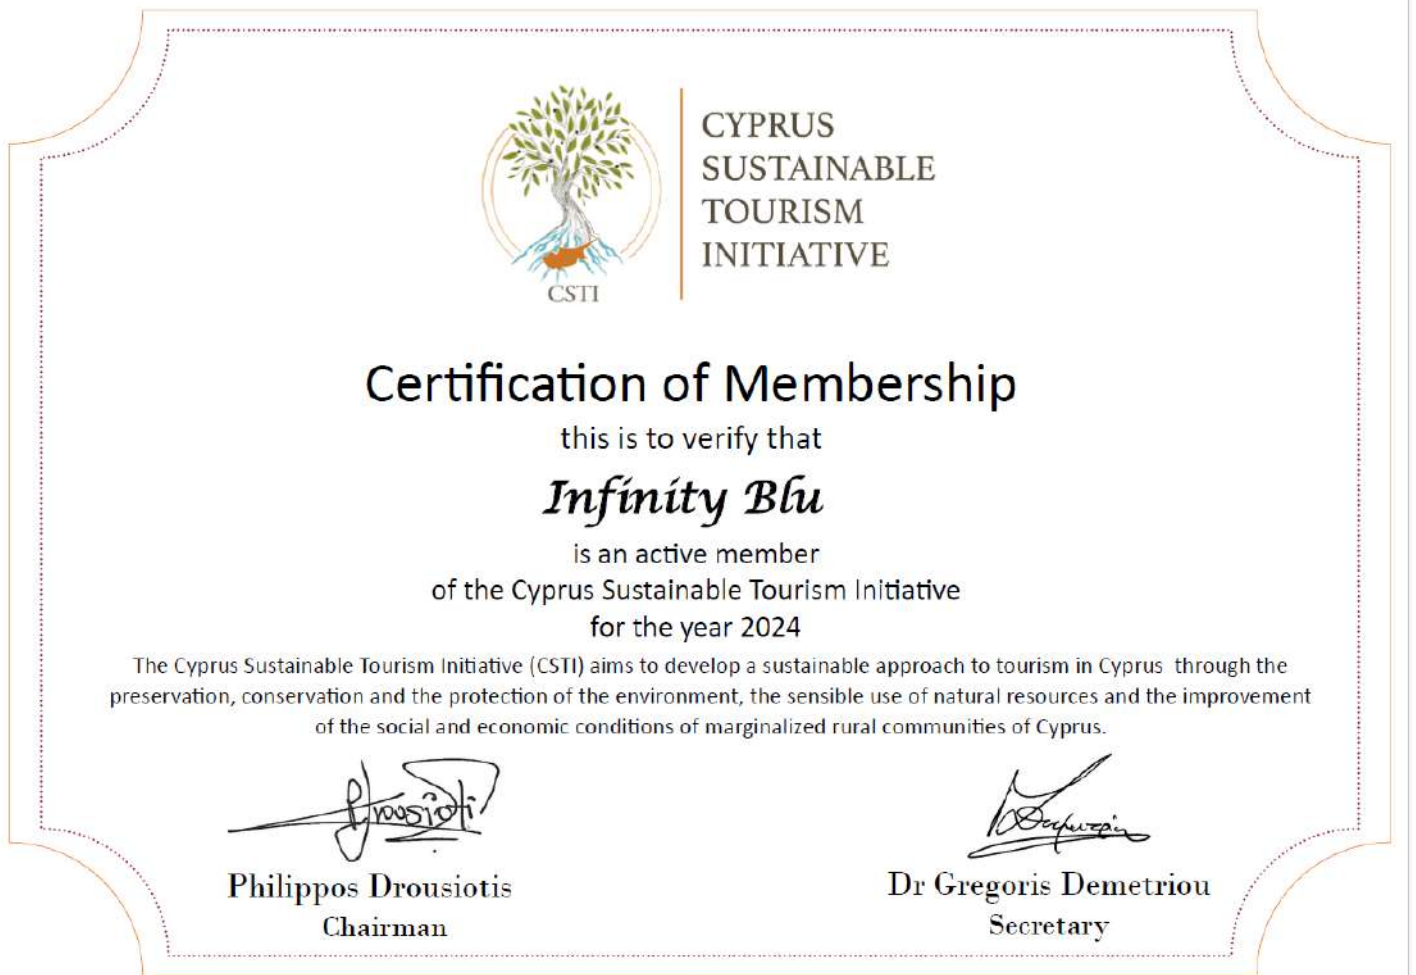 CYPRUS
SUSTAINABLE
TOURISM
INITIATIVE
CSTI
Certification of Membership
this is to verify that
Infinity Blu
is an active member
of the Cyprus Sustainable Tourism Initiative
for the year 2024
The Cyprus Sustainable Tourism Initiative (CSTI) aims to develop a sustainable approach to tourism in Cyprus through the
preservation, conservation and the protection of the environment, the sensible use of natural resources and the improvement
of the social and economic conditions of marginalized rural communities of Cyprus.
Philippos Drousiotis
Chairman
Dr Gregoris Demetriou
Secretary